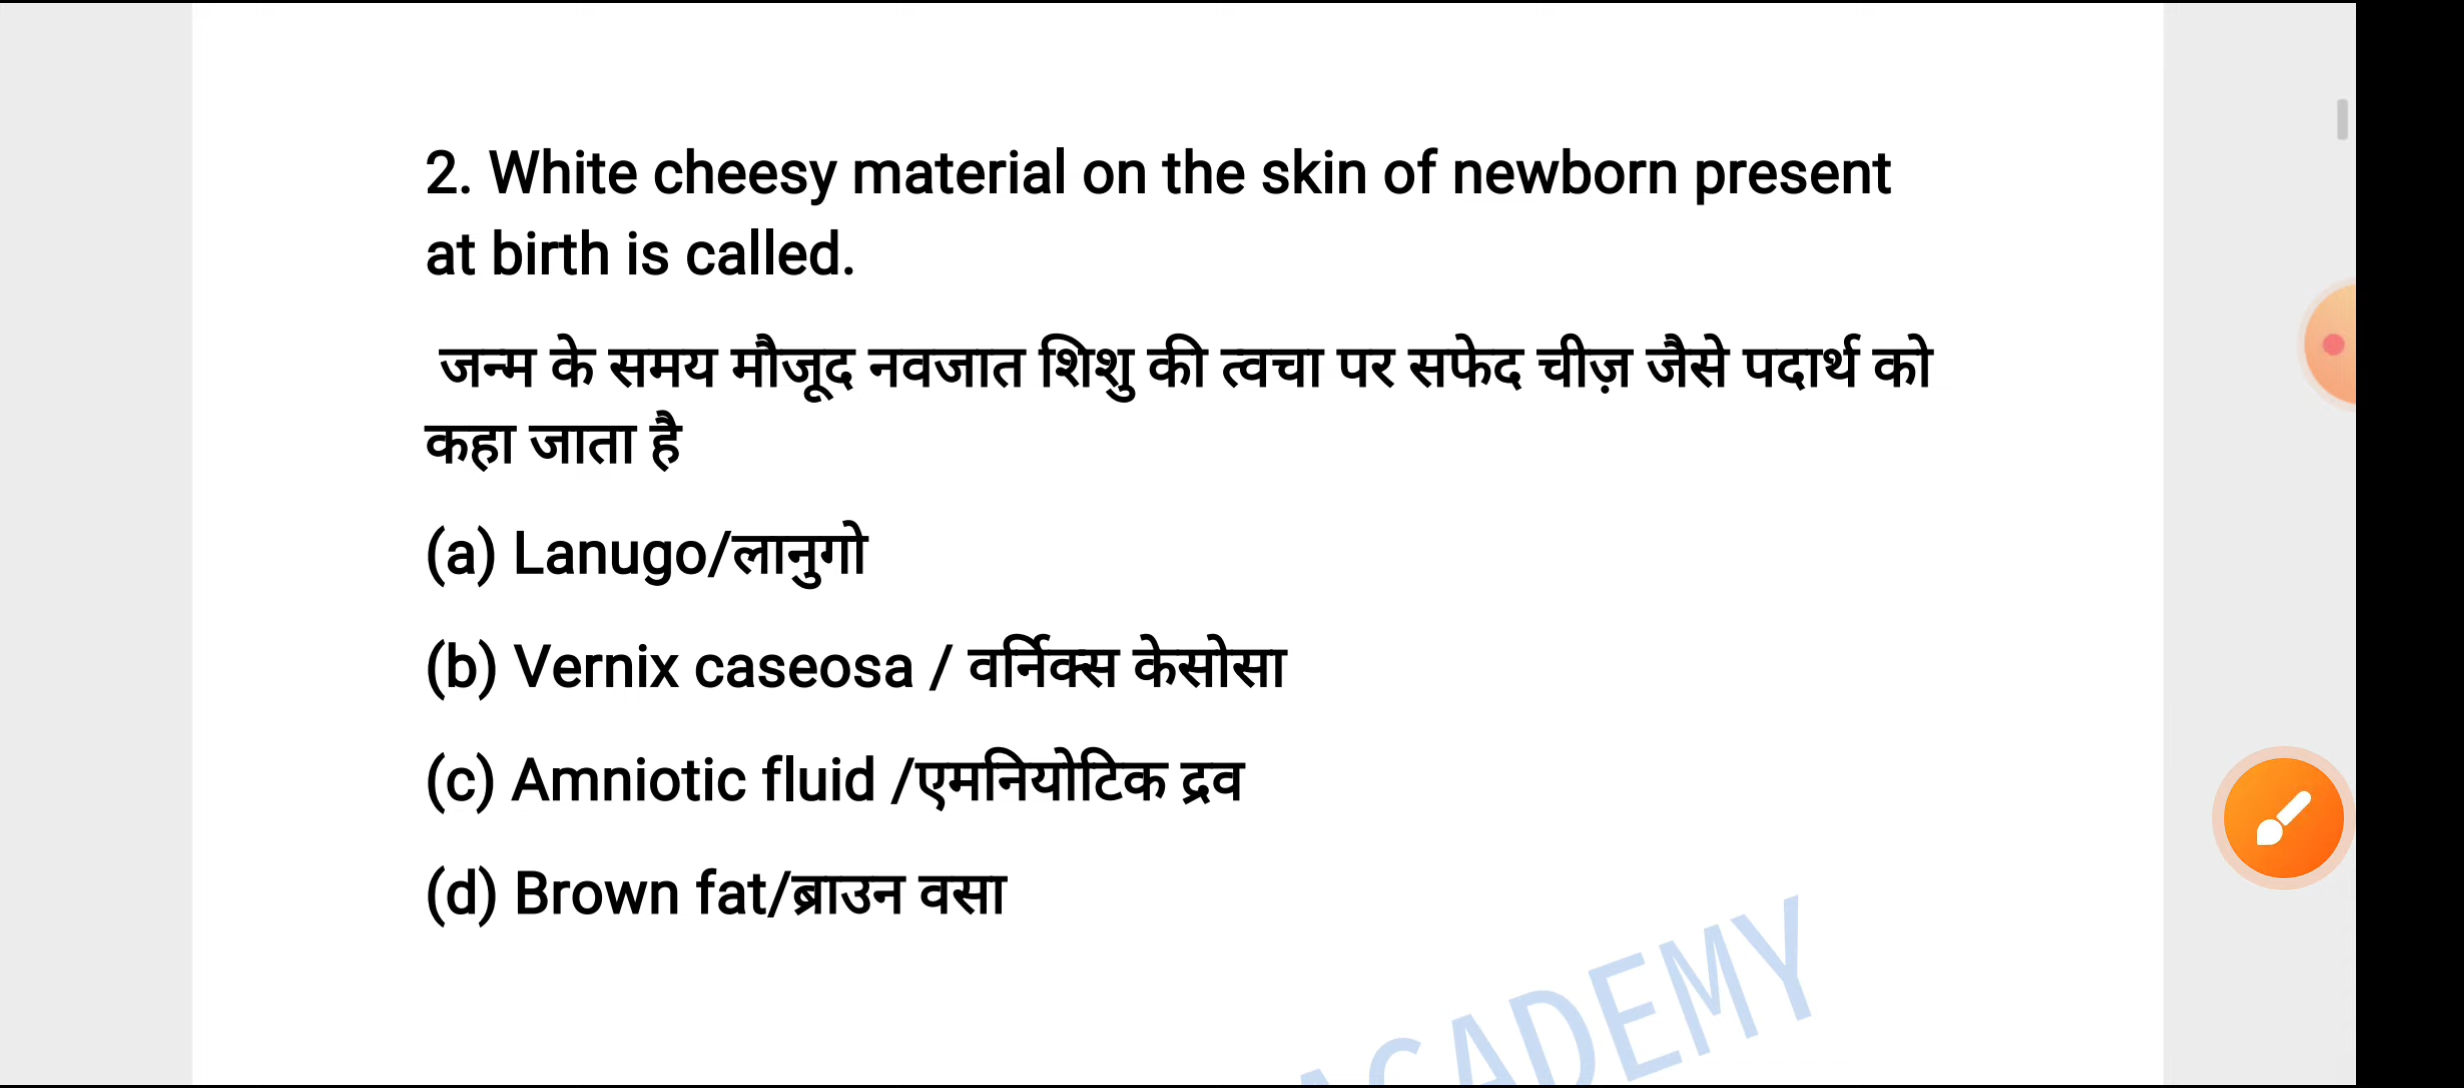 2. White cheesy material on the skin of newborn present
at birth is called.
जन्म के समय मौजूद नवजात शिशु की त्वचा पर सफेद चीज़ जैसे पदार्थ को
कहा जाता है
(a) Lanugo/लानुगो
(b) Vernix caseosa / वर्निक्स केसोसा
(c) Amniotic fluid /एमनियोटिक द्रव
(d) Brown fat/ब्राउन वसा
ACADEMY